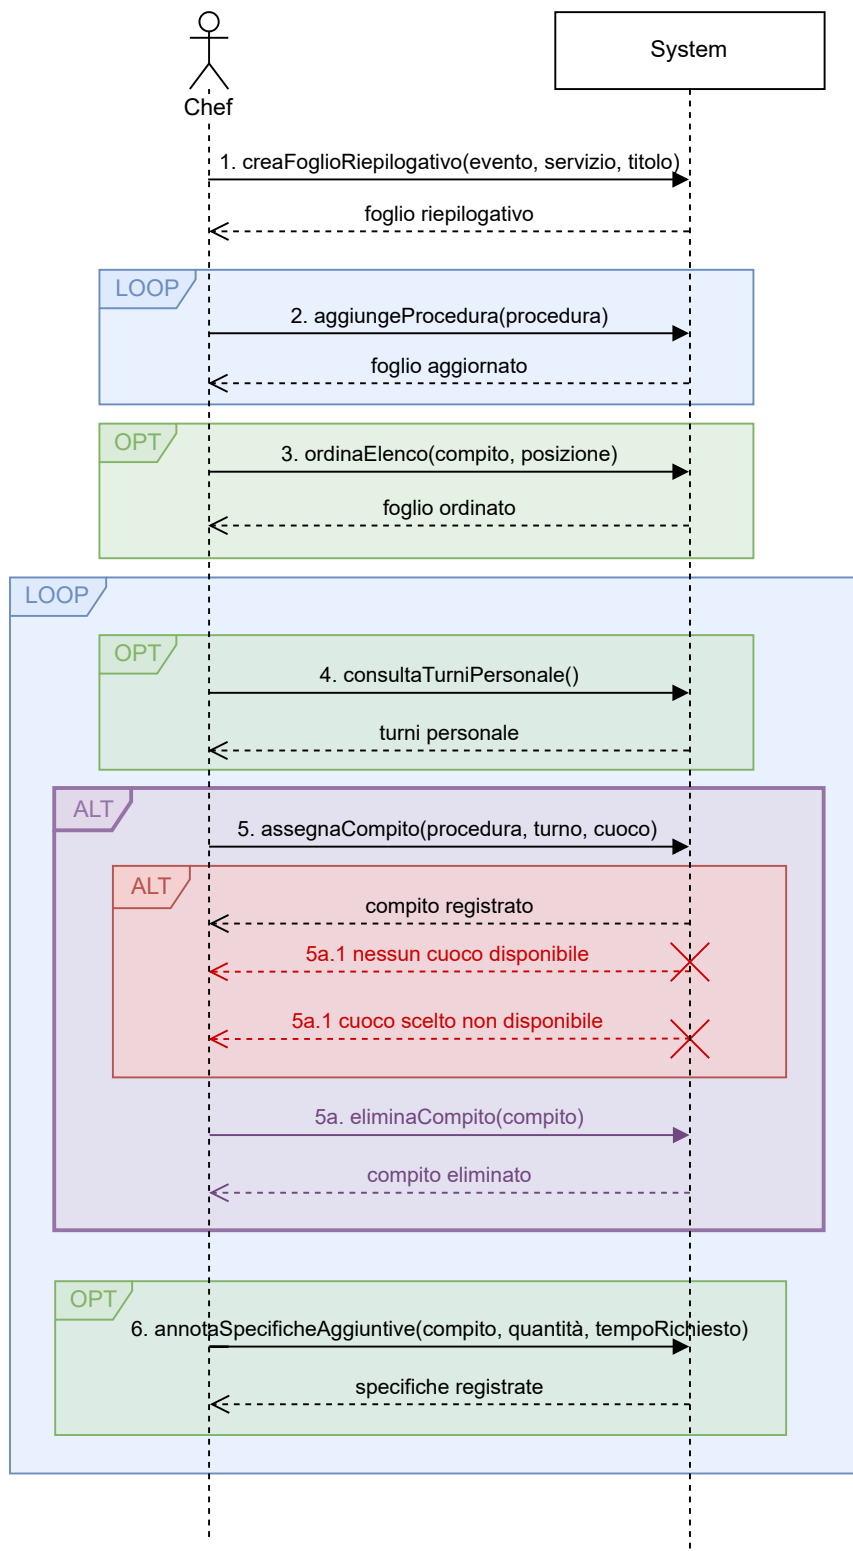 System
Chef
1. creaFoglioRiepilogativo(evento, servizio, titolo)
foglio riepilogativo
LOOP
2. aggiungeProcedura(procedura)
foglio aggiornato
OPT
3. ordinaElenco(compito, posizione)
foglio ordinato
LOOP
OPT
4. consultaTurniPersonale()
turni personale
ALT
5. assegnaCompito(procedura, turno, cuoco)
ALT
compito registrato
5a.1 nessun cuoco disponibile
5a.1 cuoco scelto non disponibile
5a. eliminaCompito(compito)
compito eliminato
OPT
6. annotaSpecificheAggiuntive(compito, quantità, tempoRichiesto)
specifiche registrate